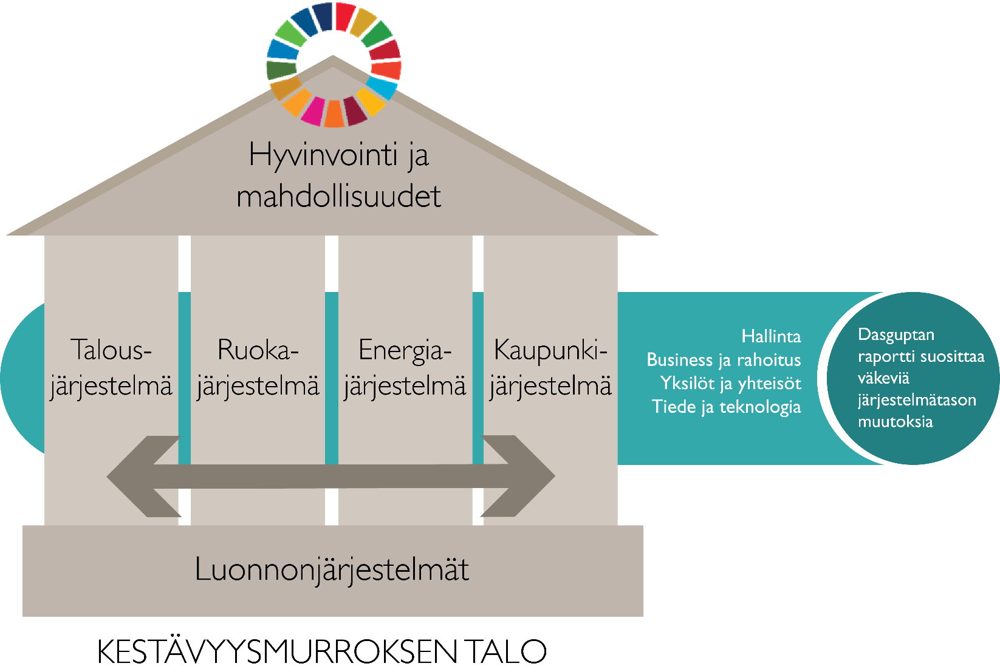 Hyvinvointi ja
mahdollisuudet
Talous-
järjestelmä
Ruoka-
järjestelmä
Energia-
järjestelmä
Kaupunki-
järjestelmä
Hallinta
Business ja rahoitus
Yksilöt ja yhteisöt
Tiede ja teknologia
Dasguptan
raportti suosittaa
väkeviä
järjestelmätason
muutoksia
Luonnonjärjestelmät
KESTÄVYYSMURROKSEN TALO